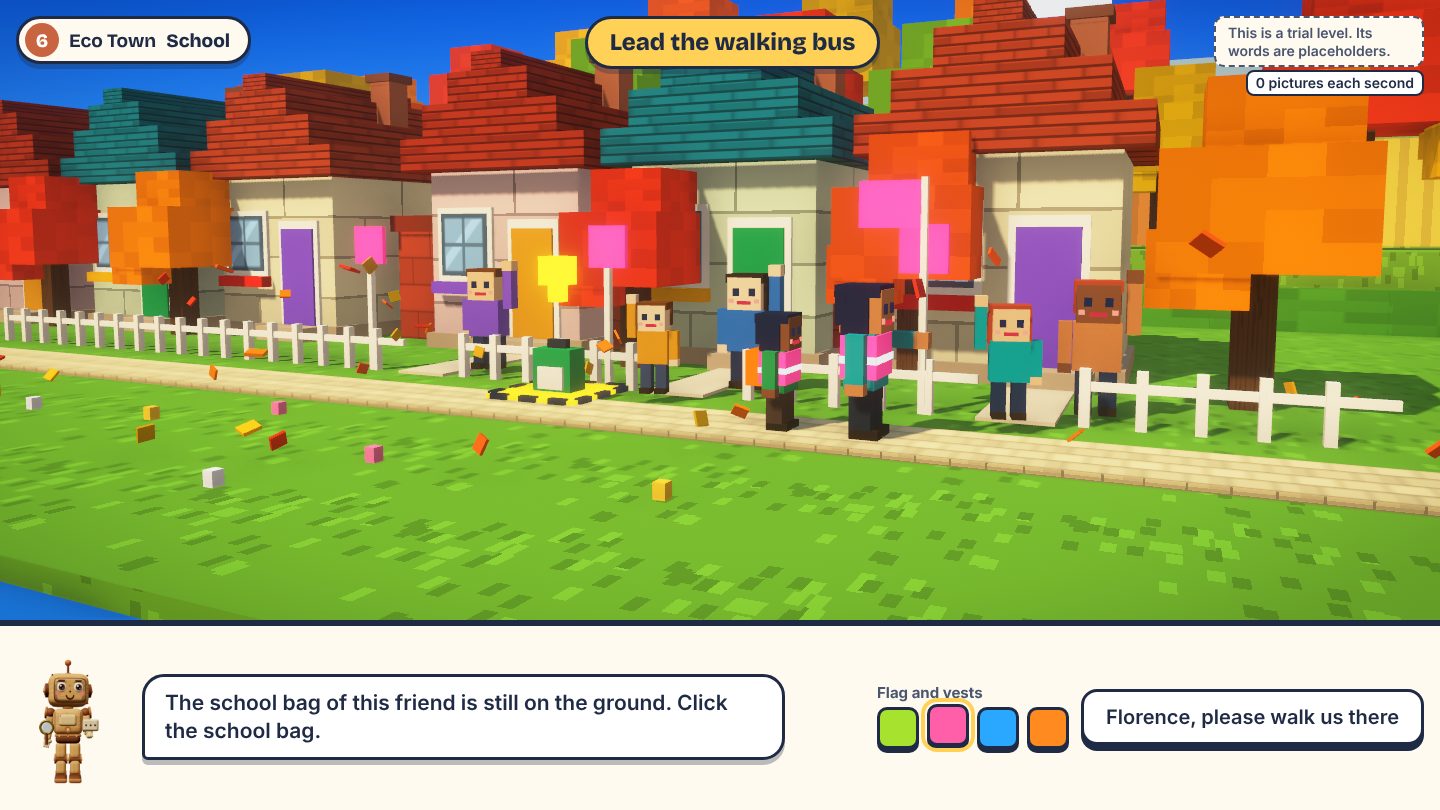 6 Eco Town School
Lead the walking bus
This is a trial level. Its
words are placeholders.
0 pictures each second
The school bag of this friend is still on the ground. Click
the school bag.
Flag and vests
Florence, please walk us there